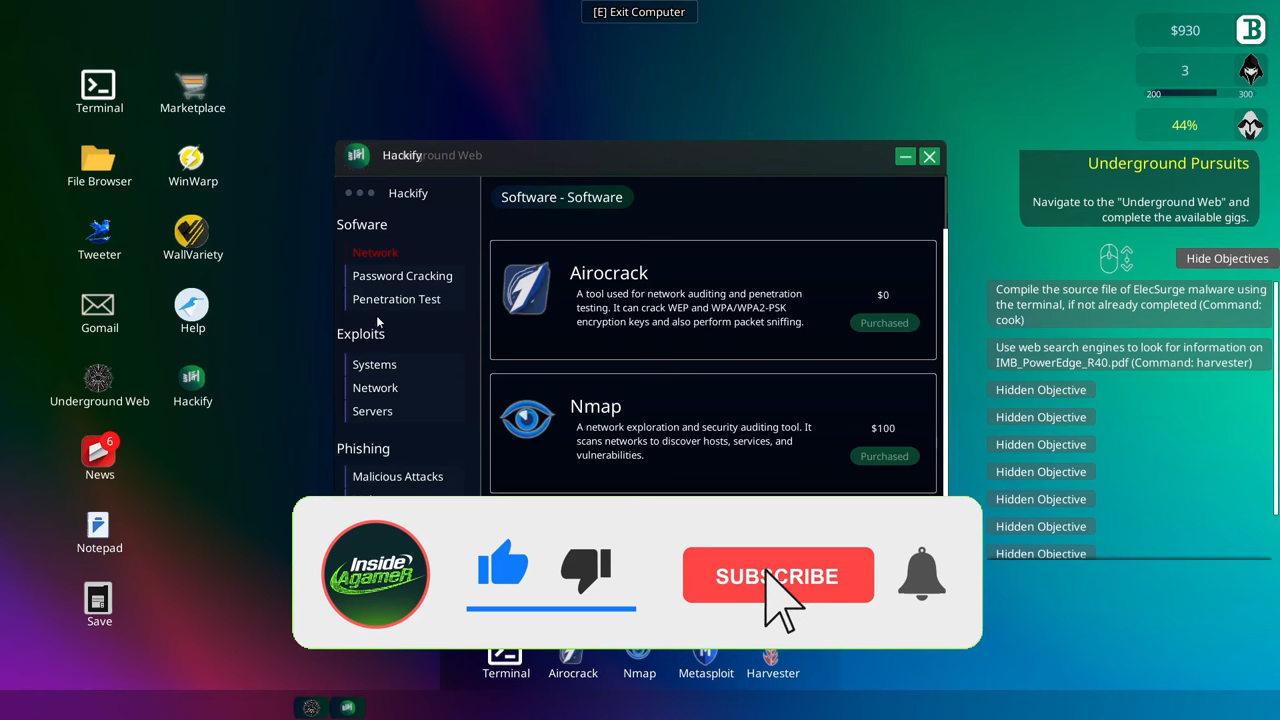 [E] Exit Computer
$930
3
200
300
44%
Underground Pursuits
Navigate to the "Underground Web" and
complete the available gigs.
Hide Objectives
Compile the source file of ElecSurge malware using
the terminal, if not already completed (Command:
cook)
Use web search engines to look for information on
IMB_PowerEdge_R40.pdf (Command: harvester)
Hidden Objective
Hidden Objective
Hidden Objective
Hidden Objective
Hidden Objective
Hidden Objective
Hidden Objective
Terminal
Marketplace
File Browser
WinWarp
Tweeter
WallVariety
Gomail
Help
Underground Web
Hackify
6
News
Notepad
Save
Hackify
ground Web
Hackify
Sofware
Network
Password Cracking
Penetration Test
Exploits
Systems
Network
Servers
Phishing
Malicious Attacks
Software - Software
Airocrack
A tool used for network auditing and penetration
testing. It can crack WEP and WPA/WPA2-PSK
encryption keys and also perform packet sniffing.
$0
Purchased
Nmap
A network exploration and security auditing tool. It
scans networks to discover hosts, services, and
vulnerabilities.
$100
Purchased
Inside
AgameR
SUBSCRIBE
Terminal
Airocrack
Nmap
Metasploit
Harvester